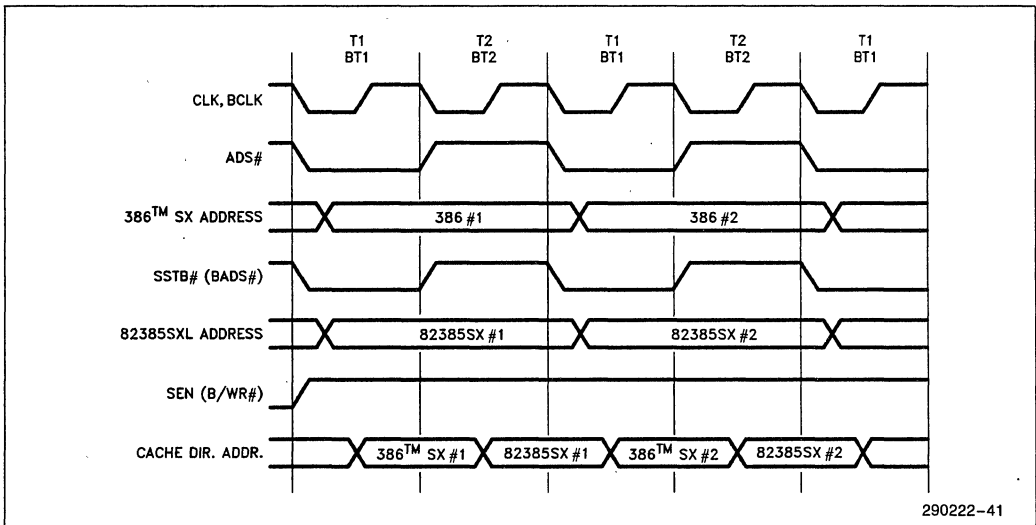 T1 T2 T1 T2 T1
BT1 BT2 BT1 BT2 BT1
CLK, BCLK
ADS#
386™ SX ADDRESS 386 #1 386 #2
SSTB# (BADS#)
82385SXL ADDRESS 82385SX #1 82385SX #2
SEN (B/WR#)
CACHE DIR. ADDR. 386™ SX #1 82385SX #1 386™ SX #2 82385SX #2
290222-41